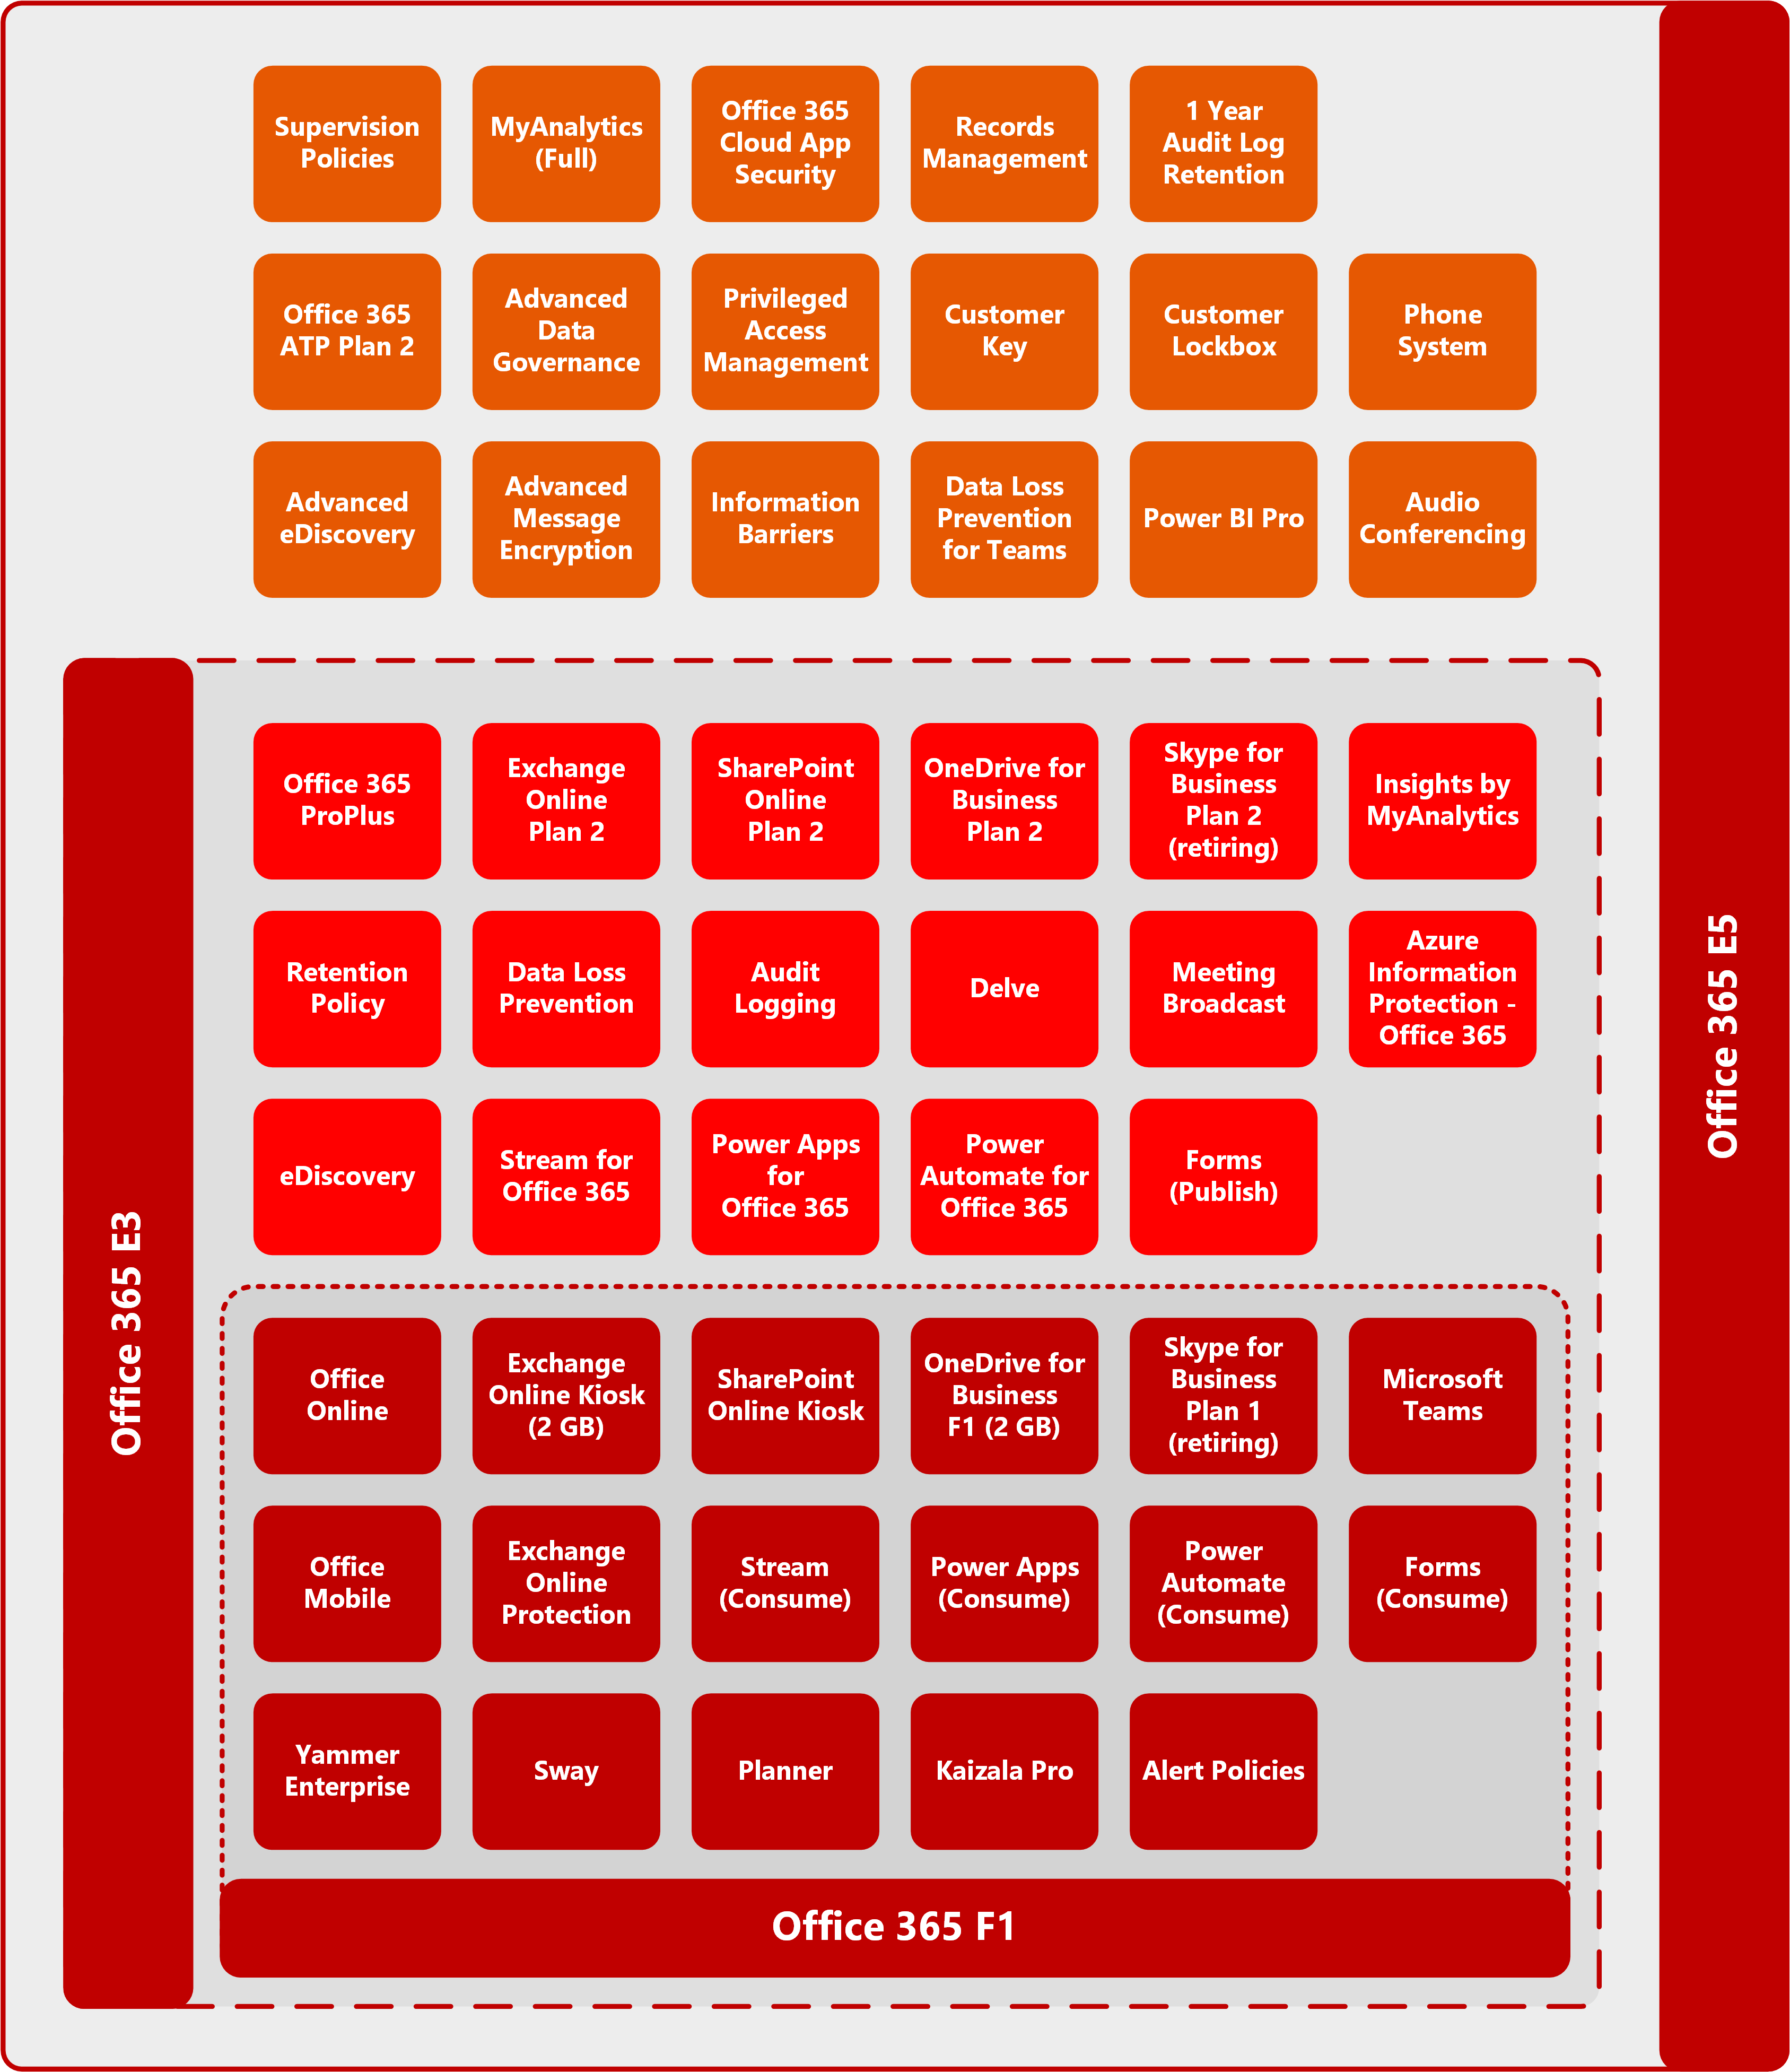 Supervision
Policies
MyAnalytics
(Full)
Office 365
Cloud App
Security
Records
Management
1 Year
Audit Log
Retention
Office 365
ATP Plan 2
Advanced
Data
Governance
Privileged
Access
Management
Customer
Key
Customer
Lockbox
Phone
System
Advanced
eDiscovery
Advanced
Message
Encryption
Information
Barriers
Data Loss
Prevention
for Teams
Power BI Pro
Audio
Conferencing
Office 365 E5
Office 365 E3
Office 365
ProPlus
Exchange
Online
Plan 2
SharePoint
Online
Plan 2
OneDrive for
Business
Plan 2
Skype for
Business
Plan 2
(retiring)
Insights by
MyAnalytics
Retention
Policy
Data Loss
Prevention
Audit
Logging
Delve
Meeting
Broadcast
Azure
Information
Protection -
Office 365
eDiscovery
Stream for
Office 365
Power Apps
for
Office 365
Power
Automate for
Office 365
Forms
(Publish)
Office
Online
Exchange
Online Kiosk
(2 GB)
SharePoint
Online Kiosk
OneDrive for
Business
F1 (2 GB)
Skype for
Business
Plan 1
(retiring)
Microsoft
Teams
Office
Mobile
Exchange
Online
Protection
Stream
(Consume)
Power Apps
(Consume)
Power
Automate
(Consume)
Forms
(Consume)
Yammer
Enterprise
Sway
Planner
Kaizala Pro
Alert Policies
Office 365 F1